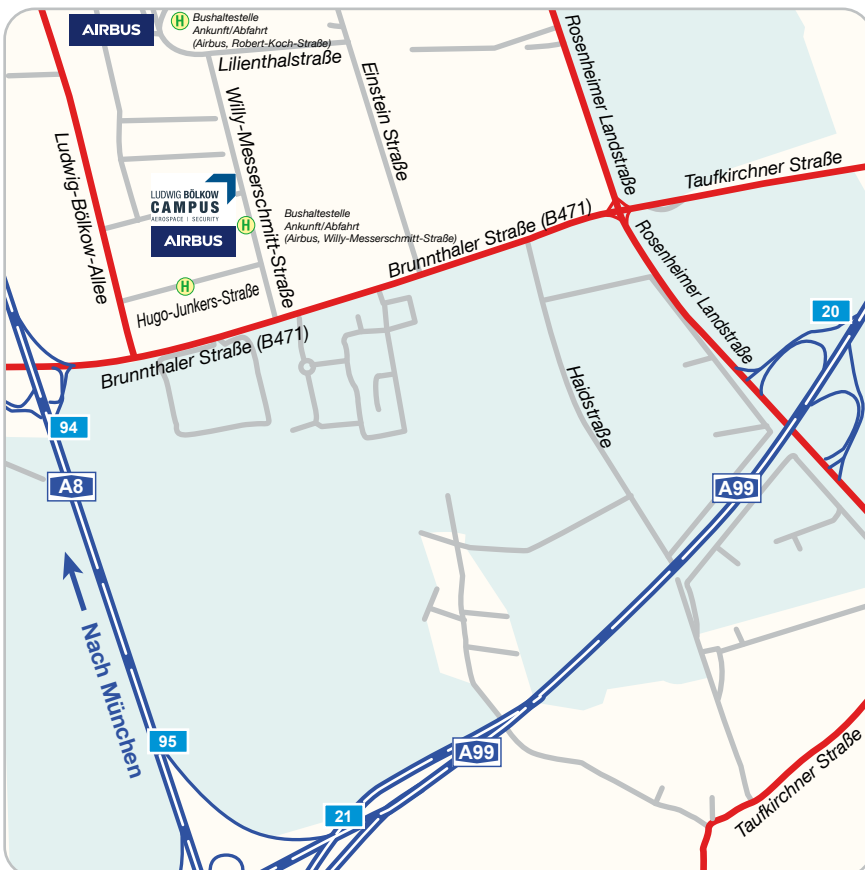 AIRBUS
H
Bushaltestelle
Ankunft/Abfahrt
(Airbus, Robert-Koch-Straße)
Lilienthalstraße
Rosenheimer Landstraße
Einstein Straße
Willy-Messerschmitt-Straße
Ludwig-Bölkow-Allee
Taufkirchner Straße
LUDWIG BÖLKOW
CAMPUS
AEROSPACE | SECURITY
AIRBUS
H
Bushaltestelle
Ankunft/Abfahrt
(Airbus, Willy-Messerschmitt-Straße)
Brunnthaler Straße (B471)
Rosenheimer Landstraße
H
Hugo-Junkers-Straße
20
Brunnthaler Straße (B471)
Haidstraße
94
A8
A99
Nach München
95
A99
21
Taufkirchner Straße